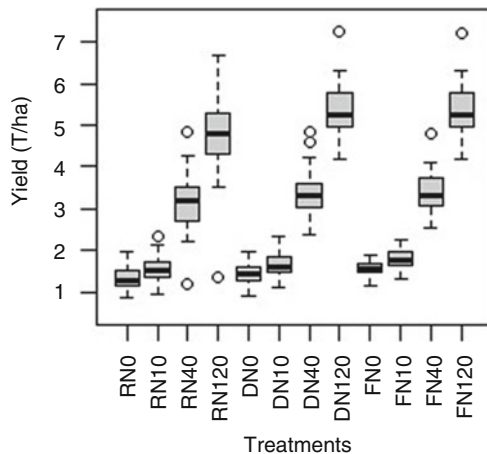 Yield (T/ha)
7
6
5
4
3
2
1
RN0
RN10
RN40
RN120
DN0
DN10
DN40
DN120
FN0
FN10
FN40
FN120
Treatments